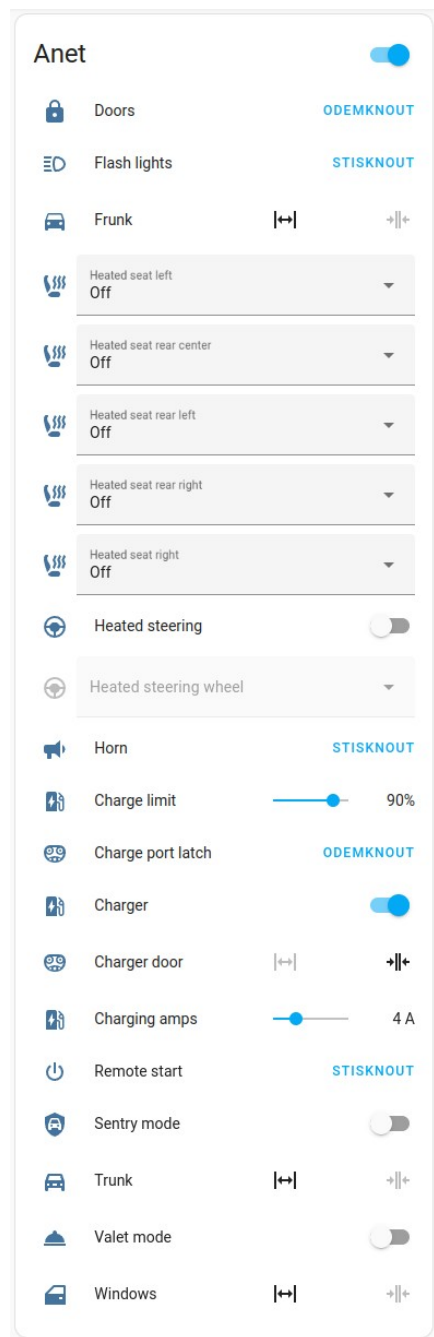 Anet
Doors ODEMKNOUT
Flash lights STISKNOUT
Frunk
Heated seat left
Off
Heated seat rear center
Off
Heated seat rear left
Off
Heated seat rear right
Off
Heated seat right
Off
Heated steering
Heated steering wheel
Horn STISKNOUT
Charge limit 90%
Charge port latch ODEMKNOUT
Charger
Charger door
Charging amps 4 A
Remote start STISKNOUT
Sentry mode
Trunk
Valet mode
Windows